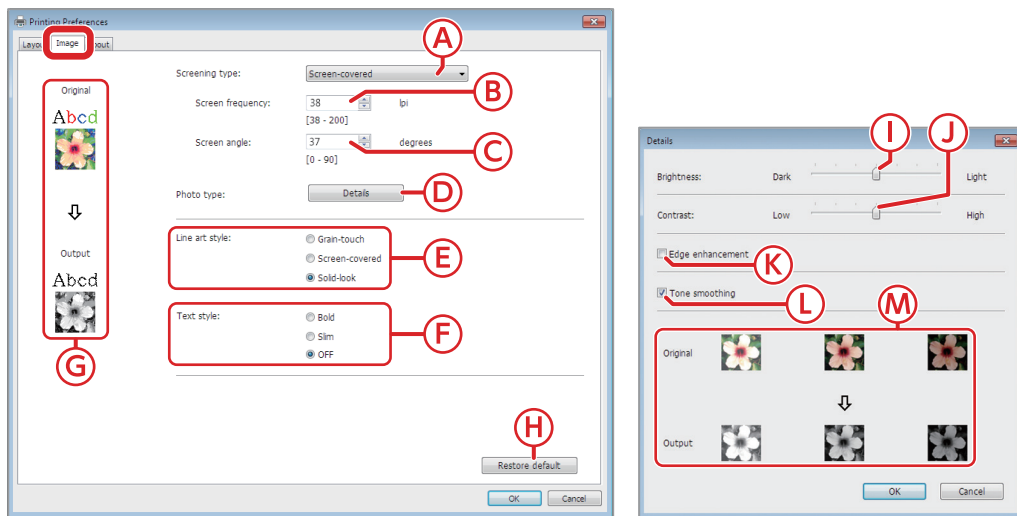 Printing Preferences
Image
Original
Abcd
Output
Abcd
G
Screening type:
Screen-covered
A
Screen frequency:
38
lpi
B
[38 - 200]
Screen angle:
37
degrees
C
[0 - 90]
Photo type:
Details
D
Line art style:
Grain-touch
Screen-covered
Solid-look
E
Text style:
Bold
Slim
OFF
F
H
Restore default
OK
Cancel
Details
I
J
Brightness:
Dark
Light
Contrast:
Low
High
Edge enhancement
K
Tone smoothing
L
M
Original
Output
OK
Cancel